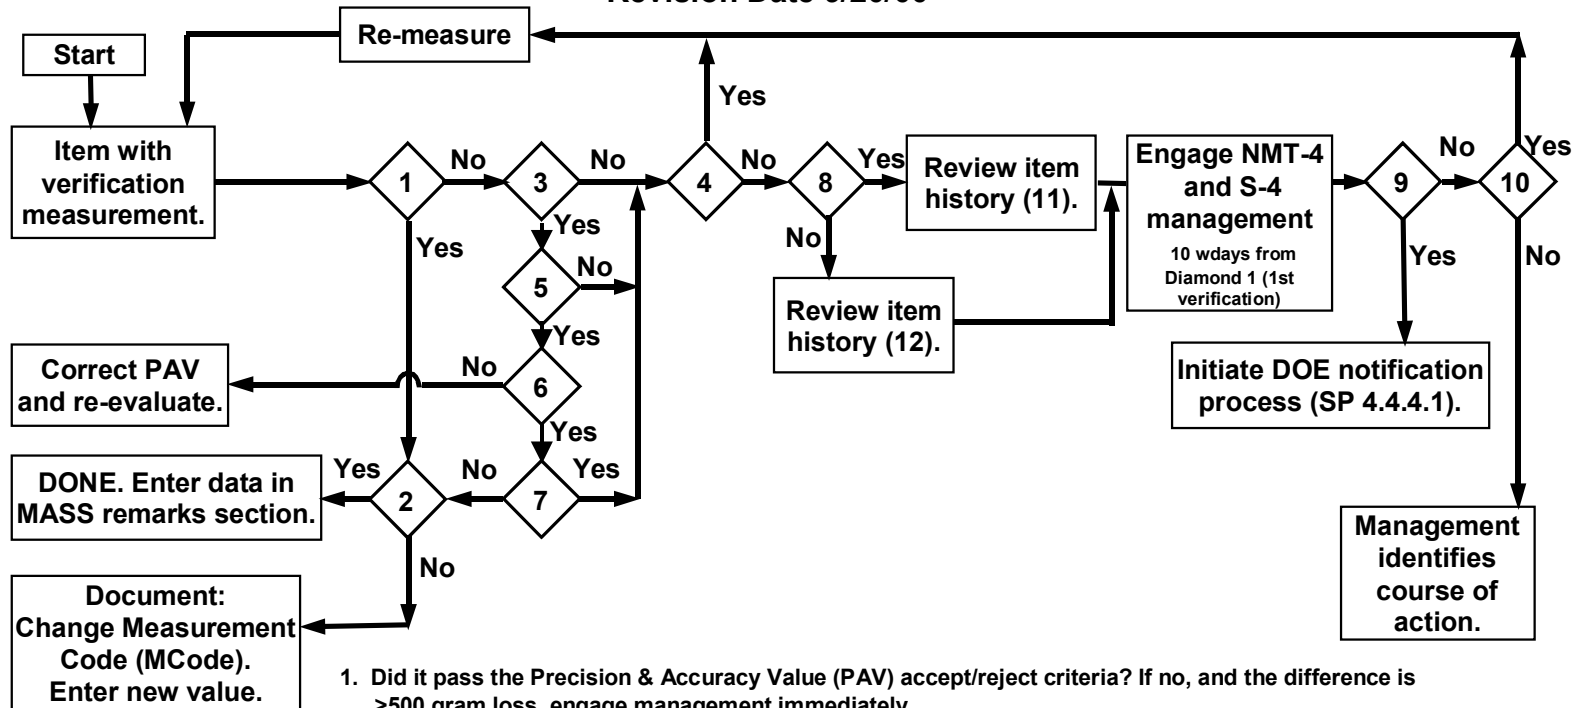 Re-measure
Start
Yes
Item with
verification
measurement.
1
No
3
No
4
No
8
Yes
Review item
history (11).
Engage NMT-4
and S-4
management
10 wdays from
Diamond 1 (1st
verification)
9
No
10
Yes
Yes
Yes
No
Yes
No
5
No
Review item
history (12).
Yes
Correct PAV
and re-evaluate.
No
6
Initiate DOE notification
process (SP 4.4.4.1).
Yes
DONE. Enter data in
MASS remarks section.
Yes
2
No
7
Yes
No
Management
identifies
course of
action.
Document:
Change Measurement
Code (MCode).
Enter new value.
1. Did it pass the Precision & Accuracy Value (PAV) accept/reject criteria? If no, and the difference is
500 gram loss, engage management immediately